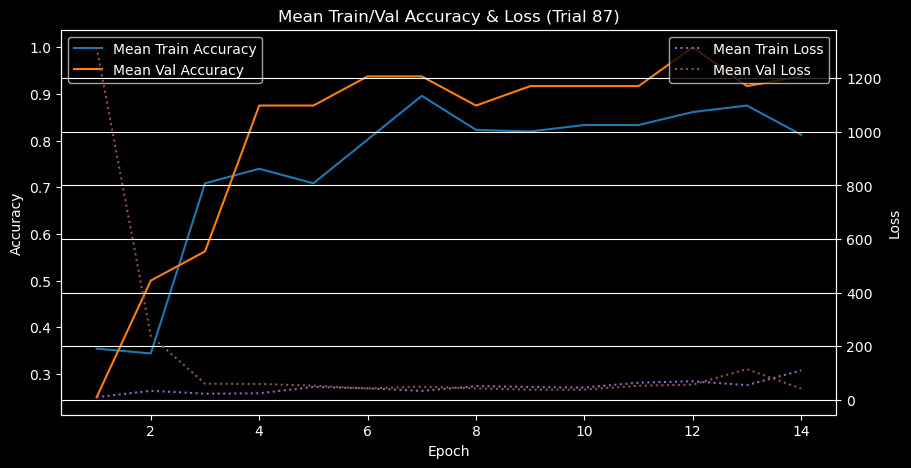 Mean Train/Val Accuracy & Loss (Trial 87)
Mean Train Accuracy
Mean Val Accuracy
Mean Train Loss
Mean Val Loss
Accuracy
1.0
0.9
0.8
0.7
0.6
0.5
0.4
0.3
Loss
1200
1000
800
600
400
200
0
2 4 6 8 10 12 14
Epoch